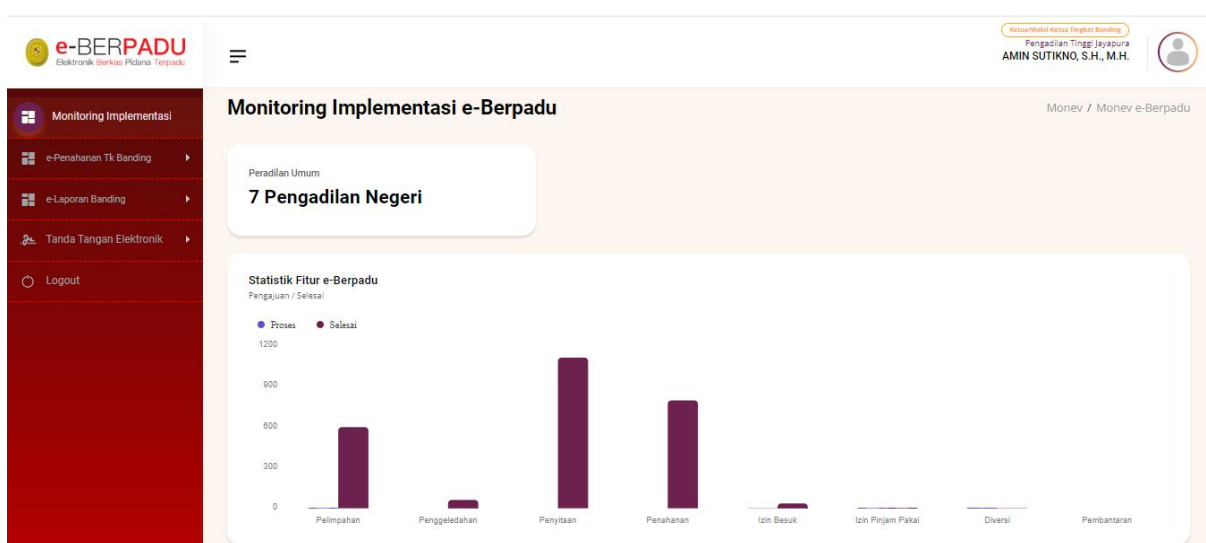 e-BERPADU
Elektronik Berkas Pidana Terpadu
Ketua/Wakil Ketua Tingkat Banding
Pengadilan Tinggi Jayapura
AMIN SUTIKNO, S.H., M.H.
Monitoring Implementasi
e-Penahanan Tk Banding
e-Laporan Banding
Tanda Tangan Elektronik
Logout
Monitoring Implementasi e-Berpadu
Monev / Monev e-Berpadu
Peradilan Umum
7 Pengadilan Negeri
Statistik Fitur e-Berpadu
Pengajuan / Selesai
Proses Selesai
1200
900
600
300
0
Pelimpahan Penggeledahan Penyitaan Penahanan Izin Besuk Izin Pinjam Pakai Diversi Pembantaran